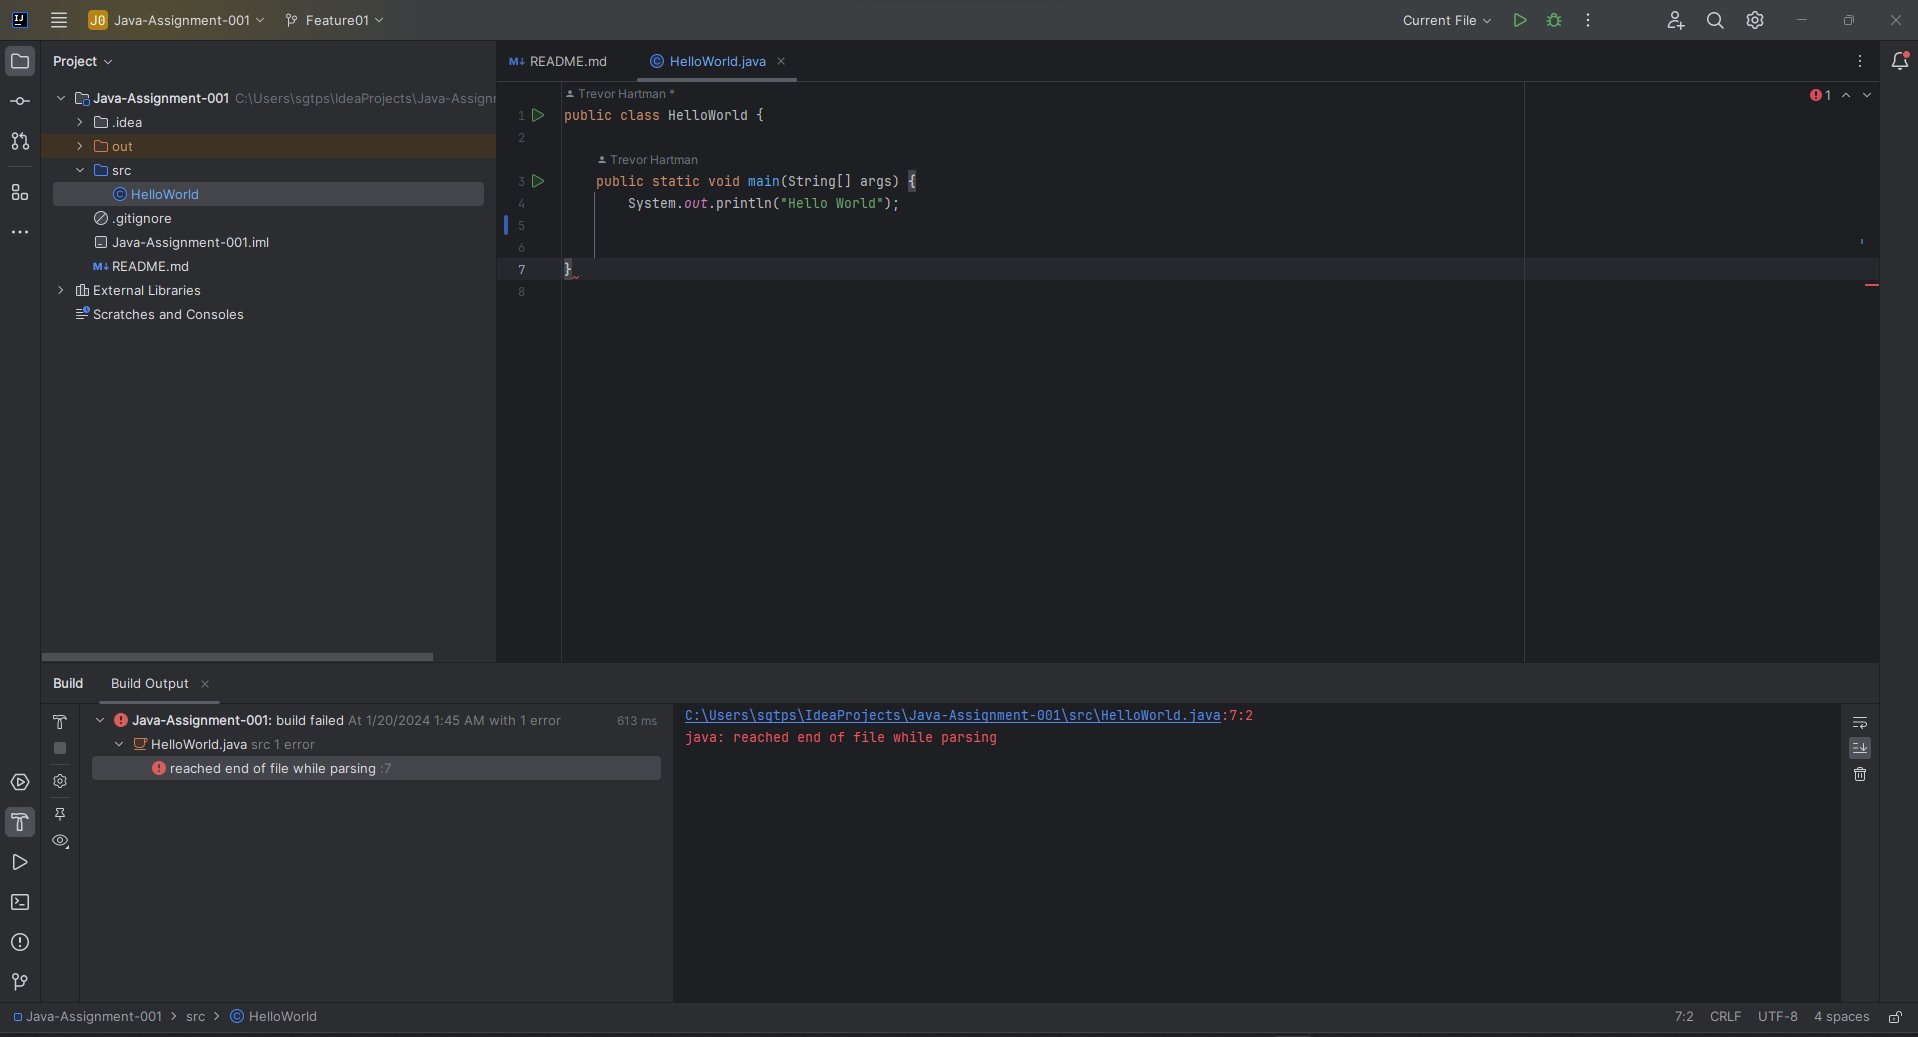 J0 Java-Assignment-001 Feature01 Current File
Project
Java-Assignment-001 C:\Users\sgtps\IdeaProjects\Java-Assignm
.idea
out
src
HelloWorld
.gitignore
Java-Assignment-001.iml
M↓ README.md
External Libraries
Scratches and Consoles
M↓ README.md HelloWorld.java
Trevor Hartman *
1 public class HelloWorld {
2
Trevor Hartman
3 public static void main(String[] args) {
4 System.out.println("Hello World");
5
6
7 }
8
1
Build Build Output
Java-Assignment-001: build failed At 1/20/2024 1:45 AM with 1 error 613 ms
HelloWorld.java src 1 error
reached end of file while parsing :7
C:\Users\sgtps\IdeaProjects\Java-Assignment-001\src\HelloWorld.java:7:2
java: reached end of file while parsing
Java-Assignment-001 > src > HelloWorld 7:2 CRLF UTF-8 4 spaces